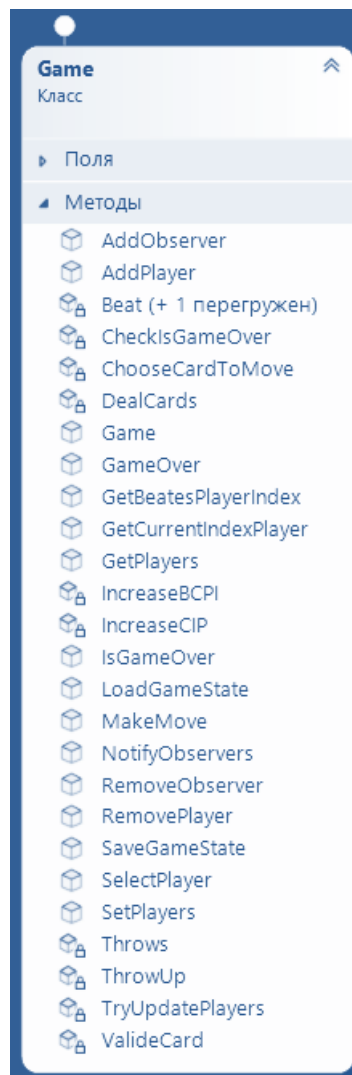 Game
Класс
Поля
Методы
AddObserver
AddPlayer
Beat (+ 1 перегружен)
CheckIsGameOver
ChooseCardToMove
DealCards
Game
GameOver
GetBeatesPlayerIndex
GetCurrentIndexPlayer
GetPlayers
IncreaseBCPI
IncreaseCIP
IsGameOver
LoadGameState
MakeMove
NotifyObservers
RemoveObserver
RemovePlayer
SaveGameState
SelectPlayer
SetPlayers
Throws
ThrowUp
TryUpdatePlayers
ValideCard